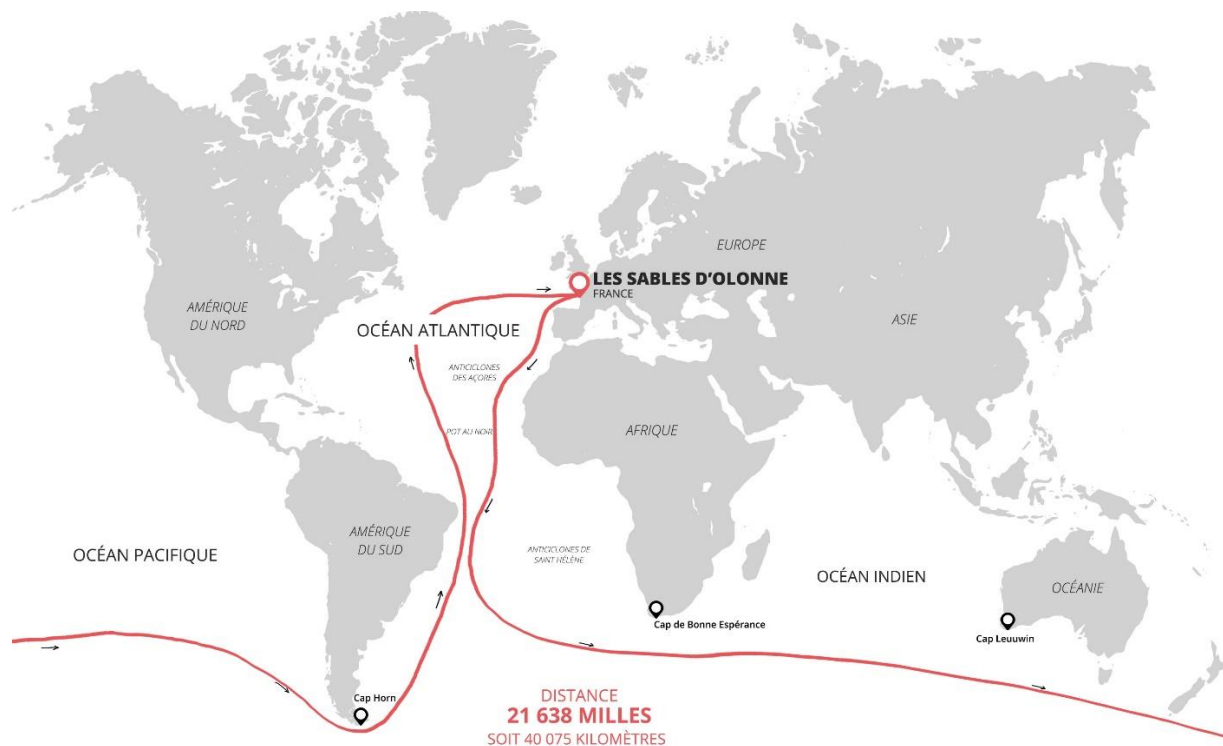 EUROPE
LES SABLES D'OLONNE
FRANCE
AMÉRIQUE
DU NORD
OCÉAN ATLANTIQUE
ASIE
ANTICICLONES
DES AÇORES
POT AU NORD
AFRIQUE
AMÉRIQUE
DU SUD
OCÉAN PACIFIQUE
ANTICICLONES DE
SAINT HÉLÈNE
OCÉAN INDIEN
OCÉANIE
Cap de Bonne Espérance
Cap Leuuwin
Cap Horn
DISTANCE
21 638 MILLES
SOIT 40 075 KILOMÈTRES